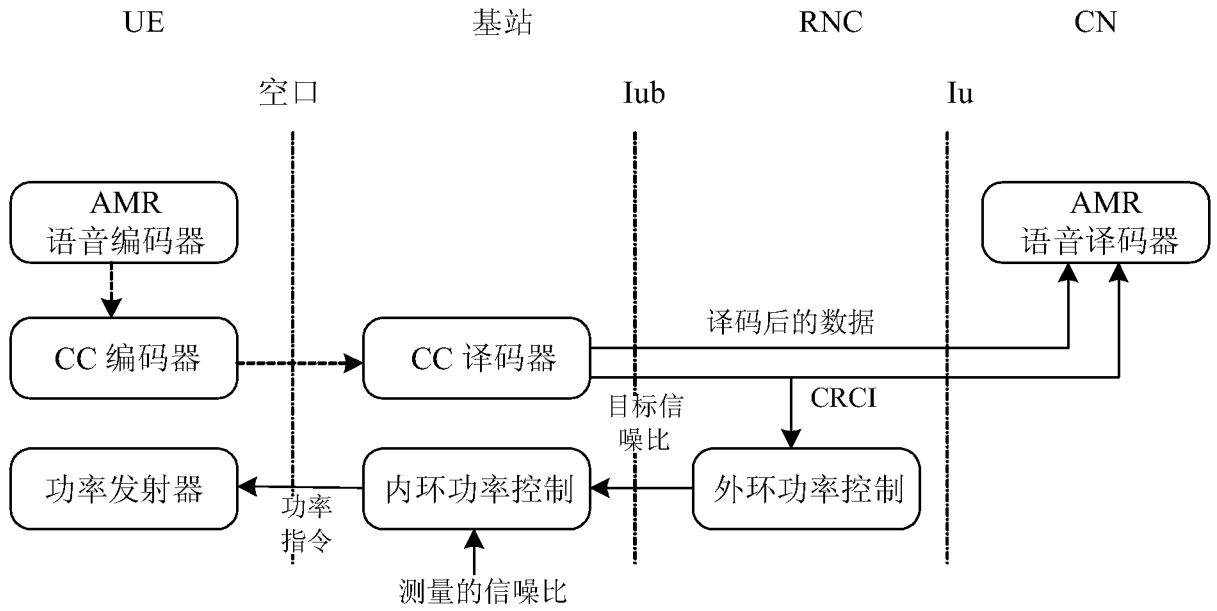 UE
基站
RNC
CN
空口
Iub
Iu
AMR
语音编码器
AMR
语音译码器
译码后的数据
CC 编码器
CC 译码器
CRCI
目标信
噪比
功率发射器
内环功率控制
外环功率控制
功率
指令
测量的信噪比